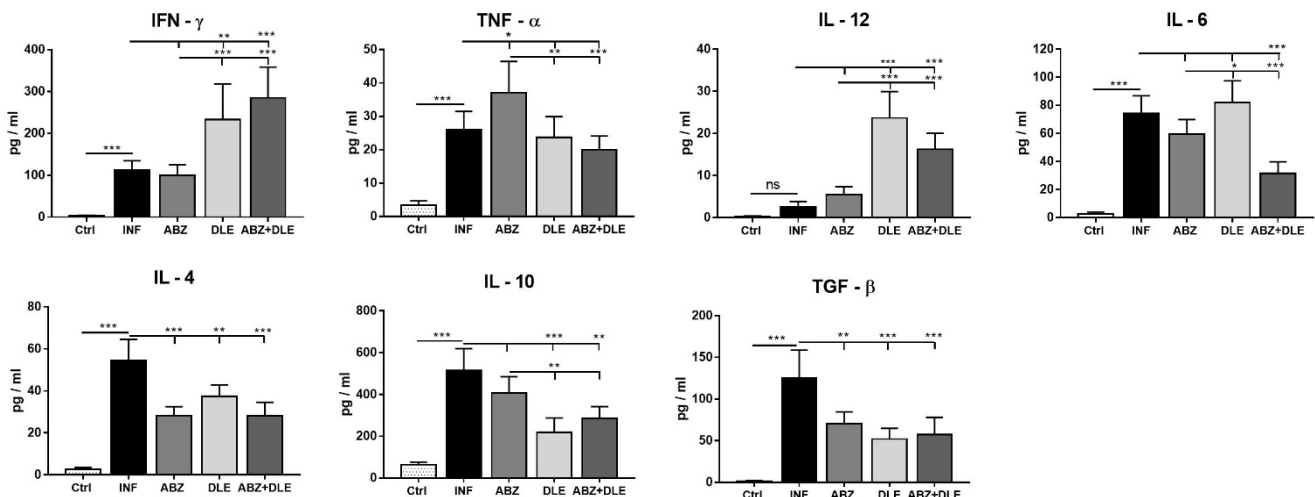 IFN - γ
pg / ml
400
300
200
100
0
** ***
*** ***
***
Ctrl INF ABZ DLE ABZ+DLE
TNF - α
pg / ml
50
40
30
20
10
0
*
** ***
***
Ctrl INF ABZ DLE ABZ+DLE
IL - 12
pg / ml
40
30
20
10
0
*** ***
*** ***
ns
Ctrl INF ABZ DLE ABZ+DLE
IL - 6
pg / ml
120
100
80
60
40
20
0
***
* ***
***
Ctrl INF ABZ DLE ABZ+DLE
IL - 4
pg / ml
80
60
40
20
0
*** *** ** ***
Ctrl INF ABZ DLE ABZ+DLE
IL - 10
pg / ml
800
600
400
200
0
*** *** **
**
Ctrl INF ABZ DLE ABZ+DLE
TGF - β
pg / ml
200
150
100
50
0
*** ** *** ***
Ctrl INF ABZ DLE ABZ+DLE